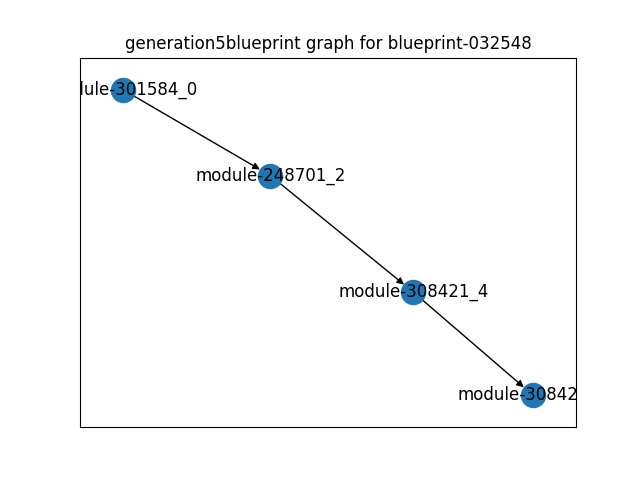 generation5blueprint graph for blueprint-032548
lule-301584_0
module-248701_2
module-308421_4
module-30842